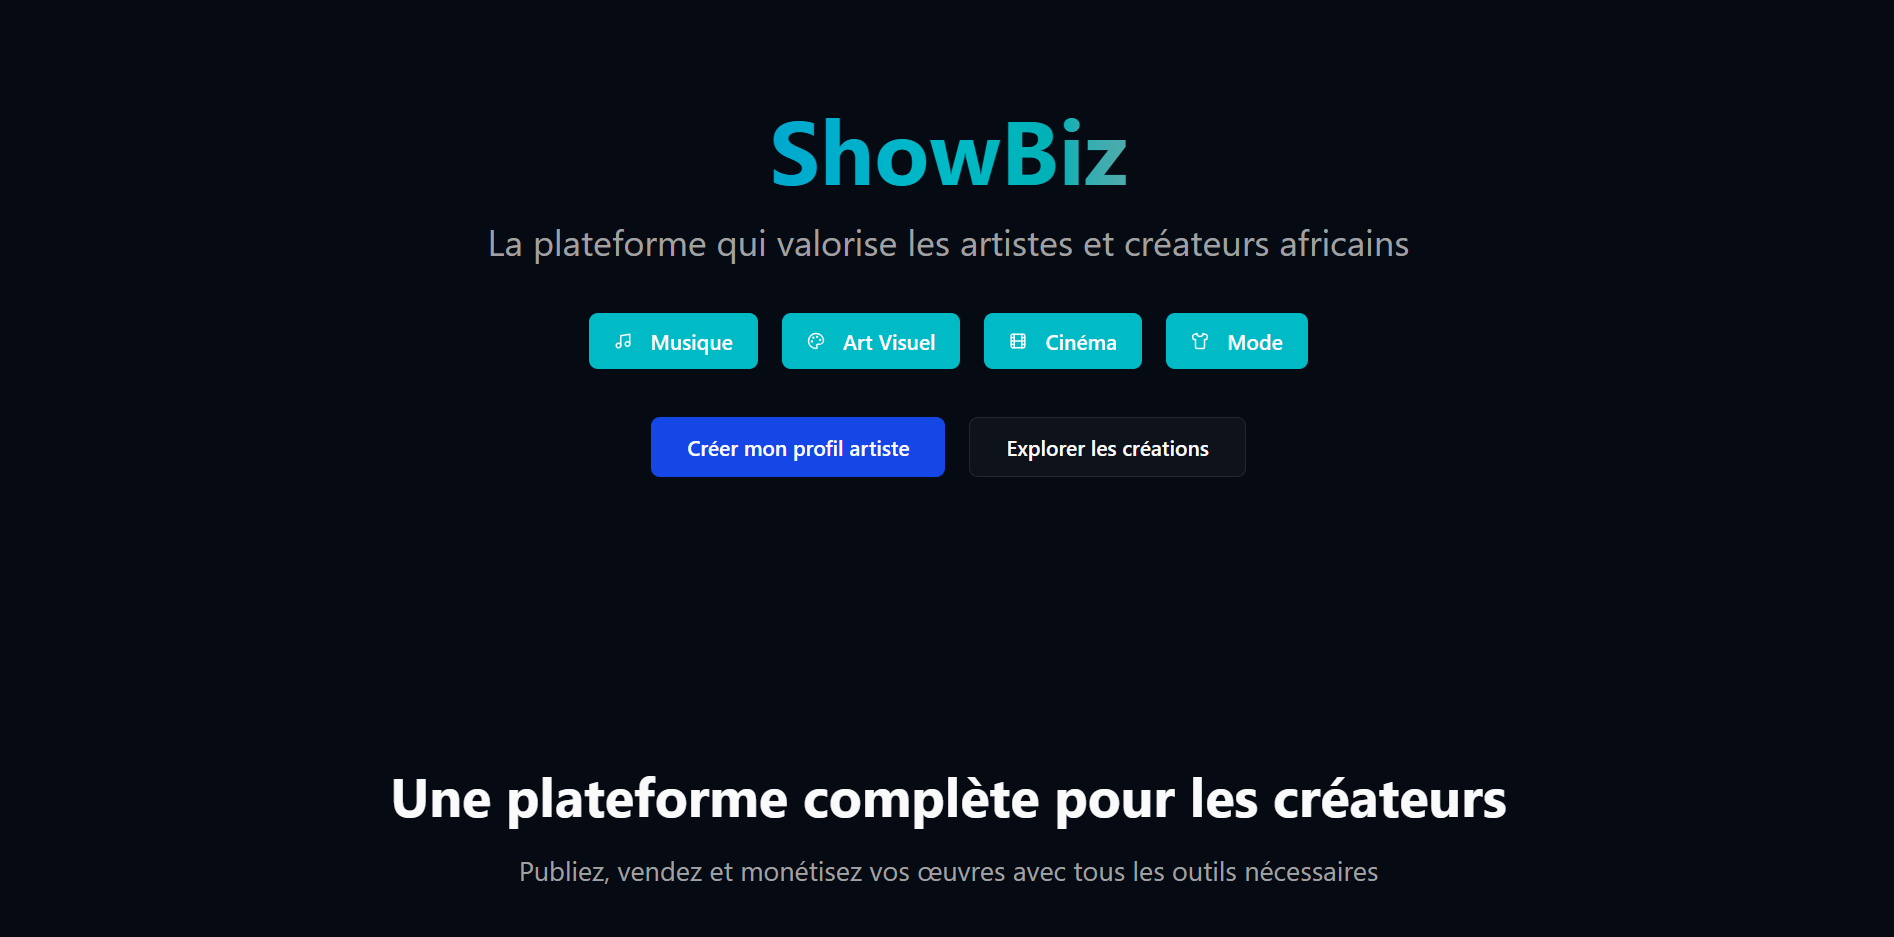 ShowBiz
La plateforme qui valorise les artistes et créateurs africains
Musique Art Visuel Cinéma Mode
Créer mon profil artiste Explorer les créations
Une plateforme complète pour les créateurs
Publiez, vendez et monétisez vos œuvres avec tous les outils nécessaires